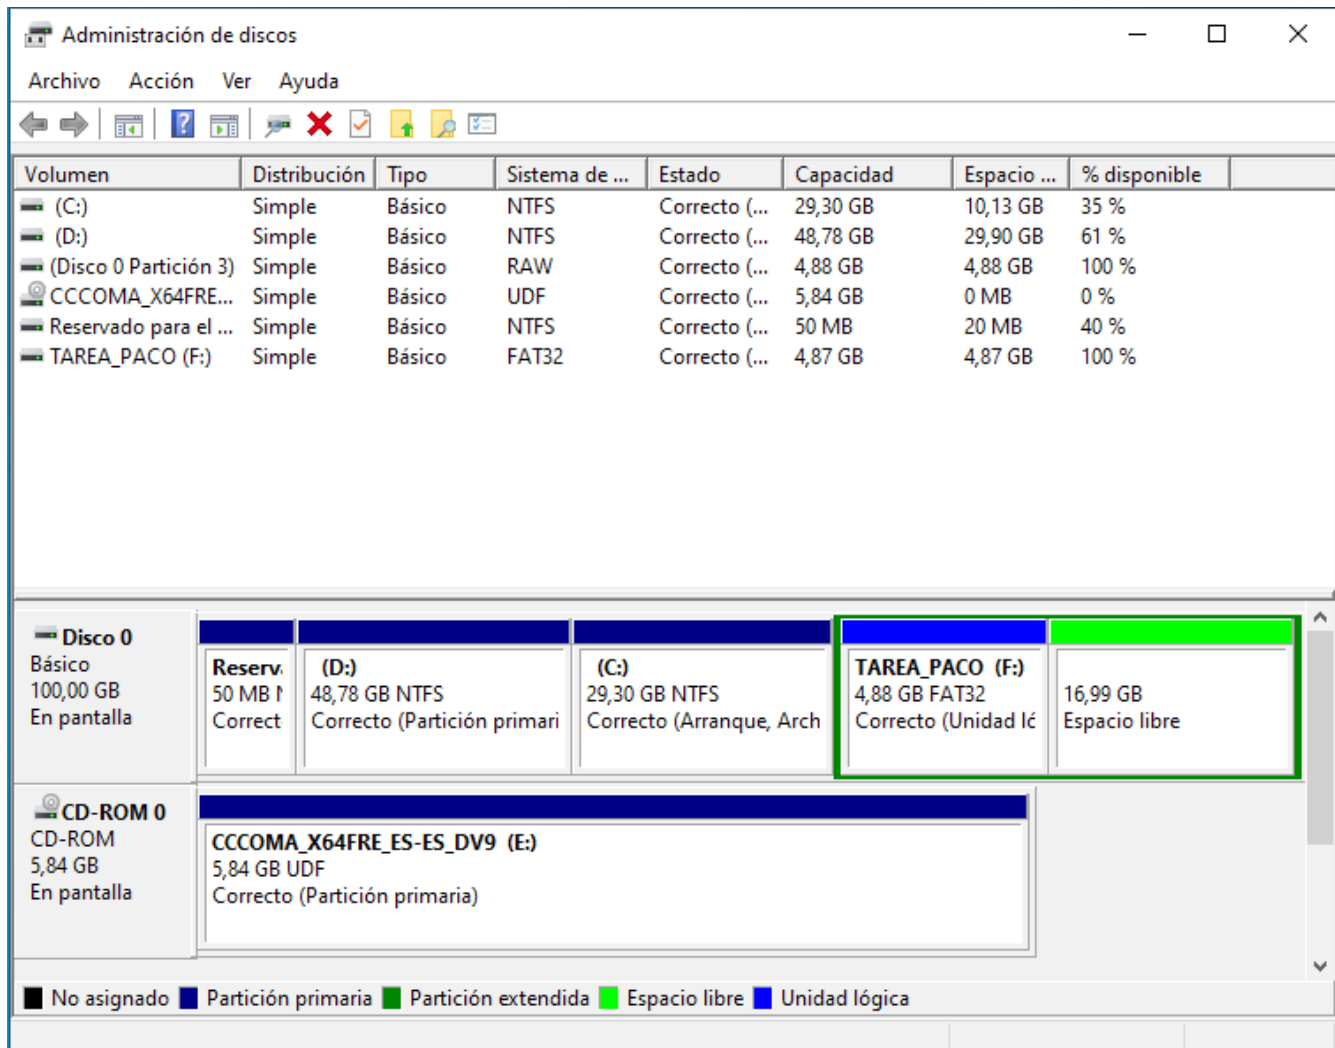 Administración de discos
Archivo Acción Ver Ayuda
Volumen Distribución Tipo Sistema de ... Estado Capacidad Espacio ... % disponible
(C:) Simple Básico NTFS Correcto (... 29,30 GB 10,13 GB 35 %
(D:) Simple Básico NTFS Correcto (... 48,78 GB 29,90 GB 61 %
(Disco 0 Partición 3) Simple Básico RAW Correcto (... 4,88 GB 4,88 GB 100 %
CCCOMA_X64FRE... Simple Básico UDF Correcto (... 5,84 GB 0 MB 0 %
Reservado para el ... Simple Básico NTFS Correcto (... 50 MB 20 MB 40 %
TAREA_PACO (F:) Simple Básico FAT32 Correcto (... 4,87 GB 4,87 GB 100 %
Disco 0
Básico
100,00 GB
En pantalla
Reserv
50 MB
Correct
(D:)
48,78 GB NTFS
Correcto (Partición primari
(C:)
29,30 GB NTFS
Correcto (Arranque, Arch
TAREA_PACO (F:)
4,88 GB FAT32
Correcto (Unidad ló
16,99 GB
Espacio libre
CD-ROM 0
CD-ROM
5,84 GB
En pantalla
CCCOMA_X64FRE_ES-ES_DV9 (E:)
5,84 GB UDF
Correcto (Partición primaria)
No asignado Partición primaria Partición extendida Espacio libre Unidad lógica